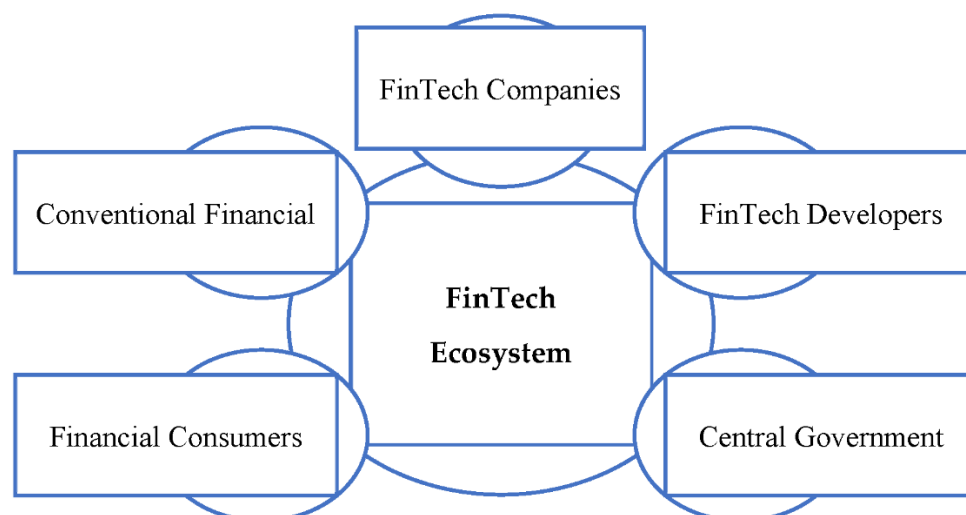 FinTech Companies
Conventional Financial
FinTech Developers
FinTech
Ecosystem
Financial Consumers
Central Government